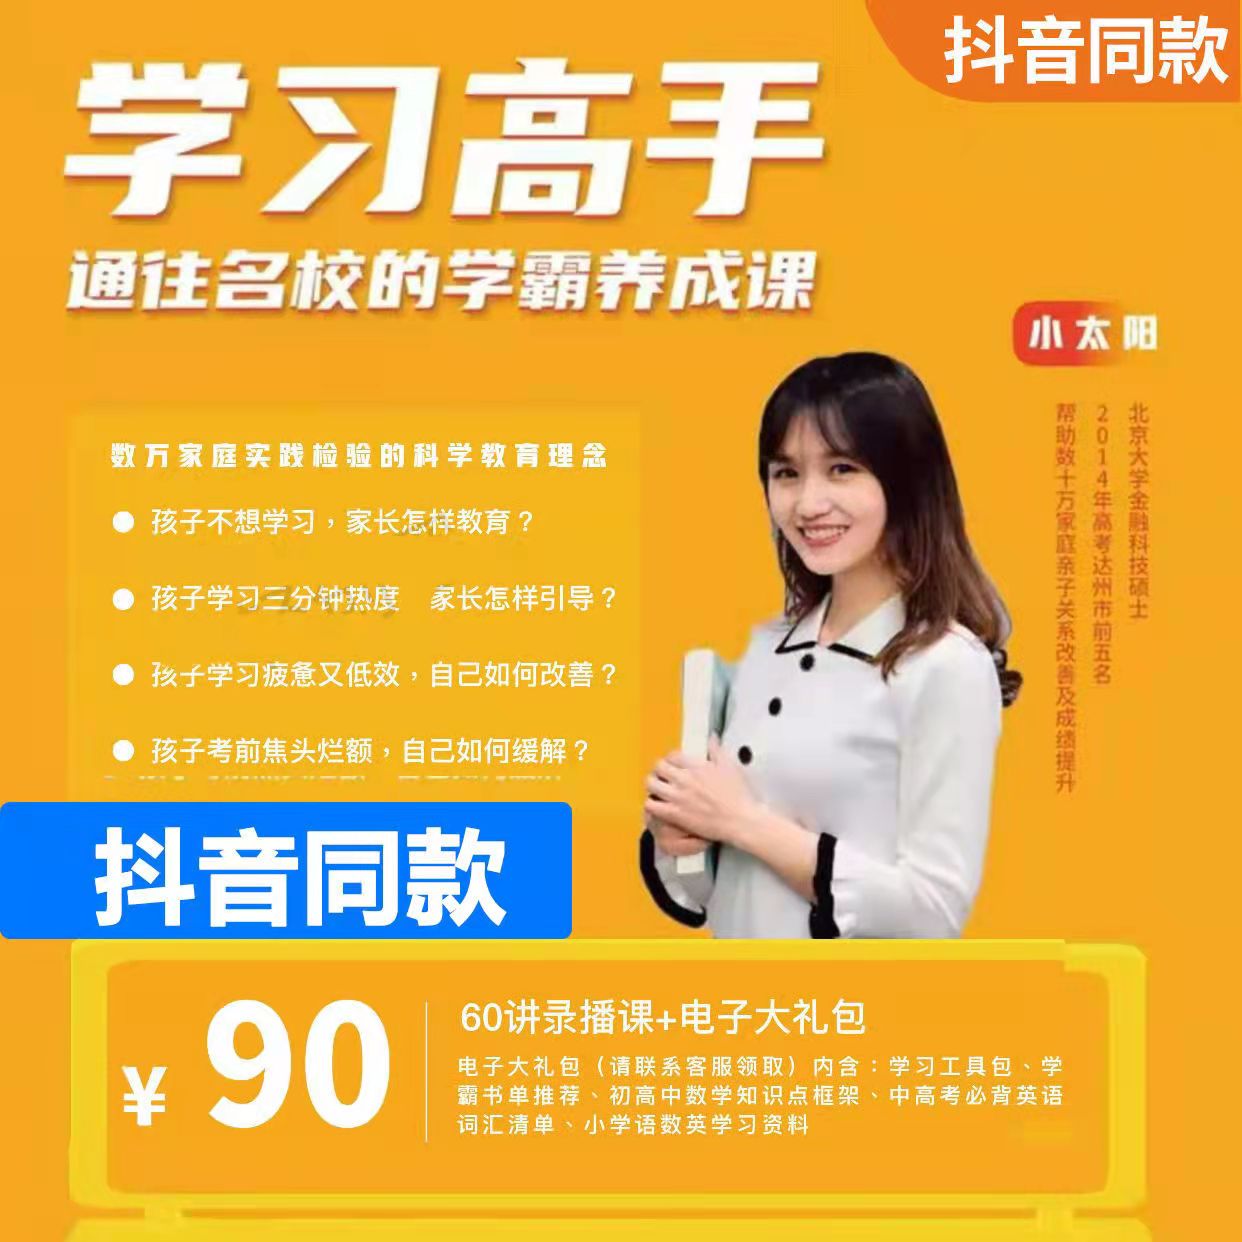 抖音同款
学习高手
通往名校的学霸养成课
小太阳
北京大学金融科技硕士
2014年高考达州市前五名
帮助数十万家庭亲子关系改善及成绩提升
数万家庭实践检验的科学教育理念
● 孩子不想学习，家长怎样教育？
● 孩子学习三分钟热度 家长怎样引导？
● 孩子学习疲惫又低效，自己如何改善？
● 孩子考前焦头烂额，自己如何缓解？
抖音同款
¥90
60讲录播课+电子大礼包
电子大礼包（请联系客服领取）内含：学习工具包、学
霸书单推荐、初高中数学知识点框架、中高考必背英语
词汇清单、小学语数英学习资料